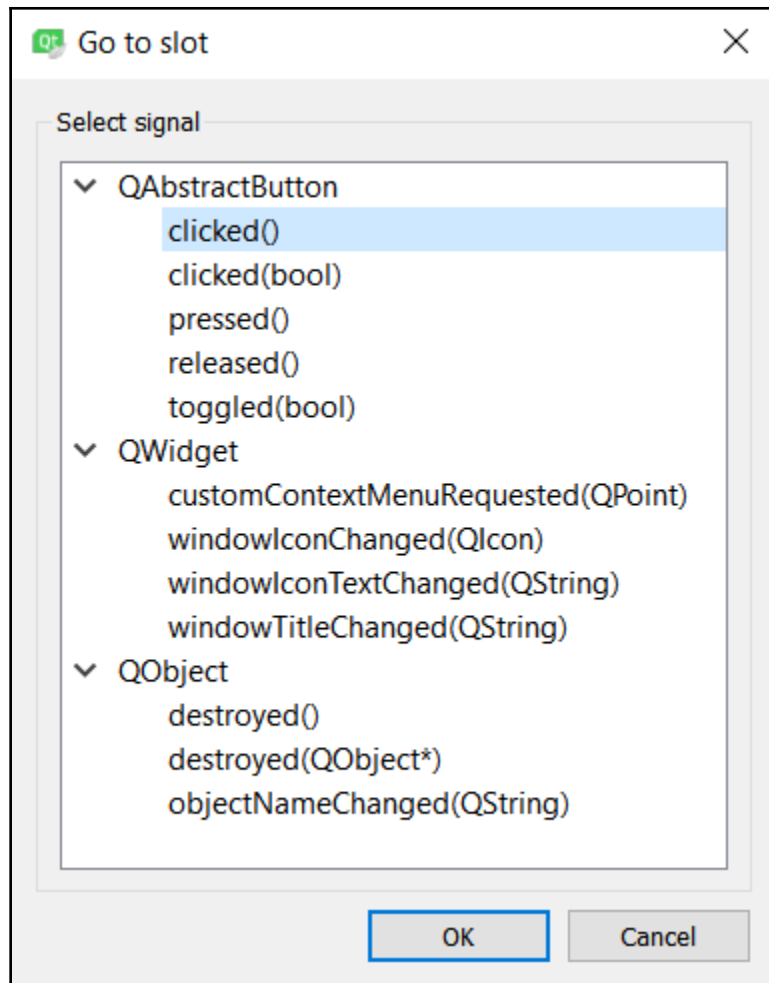 Qt Go to slot
Select signal
QAbstractButton
clicked()
clicked(bool)
pressed()
released()
toggled(bool)
QWidget
customContextMenuRequested(QPoint)
windowIconChanged(QIcon)
windowIconTextChanged(QString)
windowTitleChanged(QString)
QObject
destroyed()
destroyed(QObject*)
objectNameChanged(QString)
OK Cancel